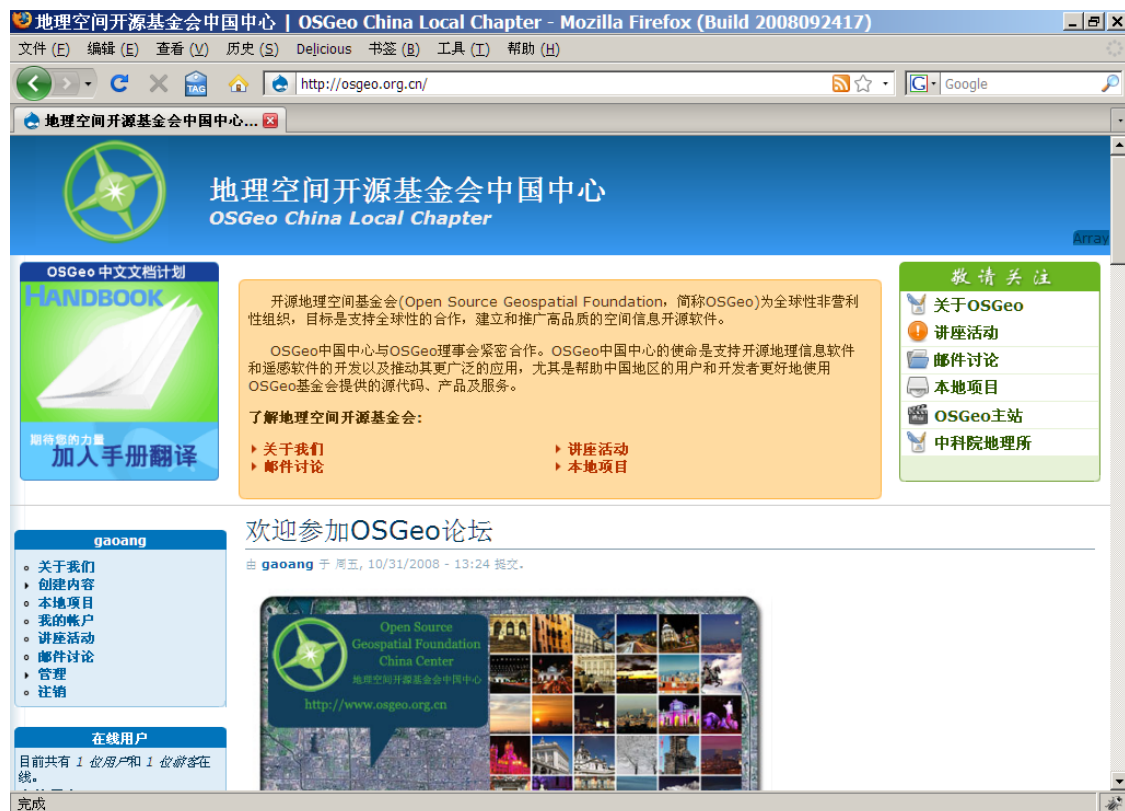 地理空间开源基金会中国中心 | OSGeo China Local Chapter - Mozilla Firefox (Build 2008092417)
文件 (F) 编辑 (E) 查看 (V) 历史 (S) Delicious 书签 (B) 工具 (T) 帮助 (H)
TAG
http://osgeo.org.cn/
G Google
地理空间开源基金会中国中心...
地理空间开源基金会中国中心
OSGeo China Local Chapter
Array
OSGeo 中文文档计划
HANDBOOK
期待您的力量
加入手册翻译
开源地理空间基金会(Open Source Geospatial Foundation，简称OSGeo)为全球性非营利
性组织，目标是支持全球性的合作，建立和推广高品质的空间信息开源软件。
OSGeo中国中心与OSGeo理事会紧密合作。OSGeo中国中心的使命是支持开源地理信息软件
和遥感软件的开发以及推动其更广泛的应用，尤其是帮助中国地区的用户和开发者更好地使用
OSGeo基金会提供的源代码、产品及服务。
了解地理空间开源基金会:
关于我们
讲座活动
邮件讨论
本地项目
敬请关注
关于OSGeo
讲座活动
邮件讨论
本地项目
OSGeo主站
中科院地理所
gaoang
关于我们
创建内容
本地项目
我的帐户
讲座活动
邮件讨论
管理
注销
在线用户
目前共有 1 位用户和 1 位游客在
线。
欢迎参加OSGeo论坛
由 gaoang 于 周五, 10/31/2008 - 13:24 提交.
Open Source
Geospatial Foundation
China Center
地理空间开源基金会中国中心
http://www.osgeo.org.cn
完成